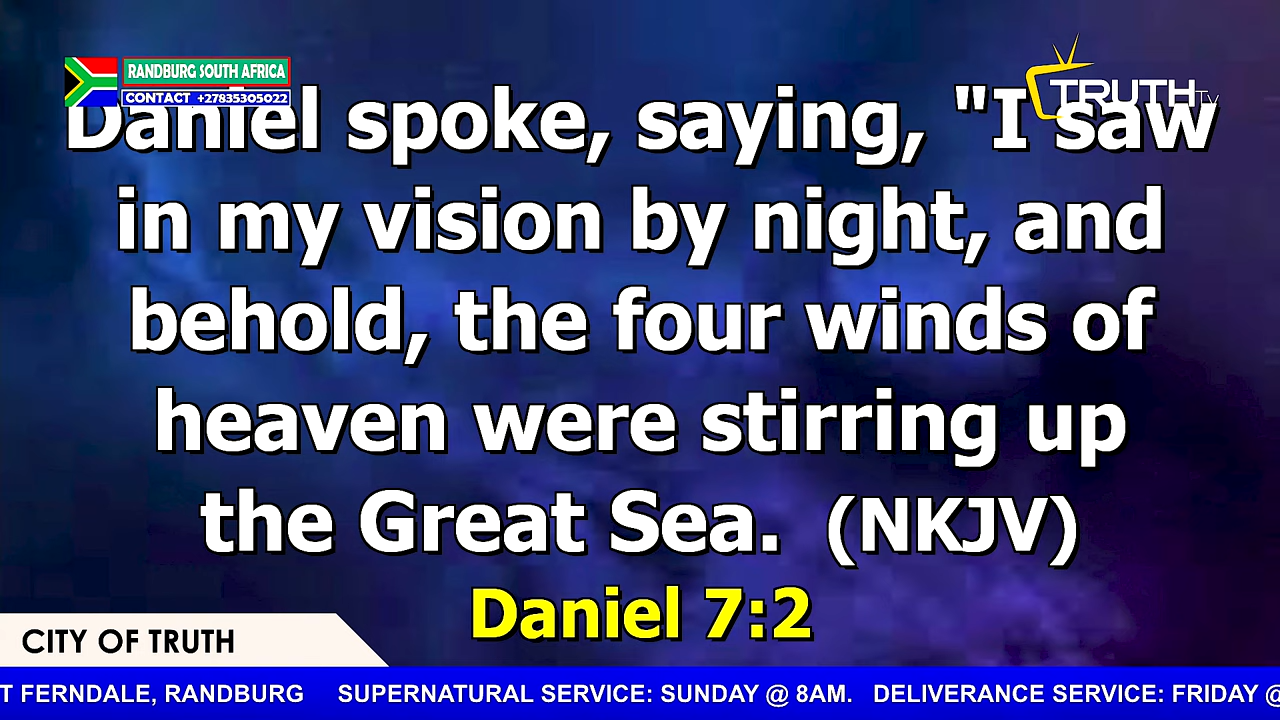 RANDBURG SOUTH AFRICA
CONTACT +27835305022
TRUTH TV
Daniel spoke, saying, "I saw
in my vision by night, and
behold, the four winds of
heaven were stirring up
the Great Sea. (NKJV)
Daniel 7:2
CITY OF TRUTH
T FERNDALE, RANDBURG SUPERNATURAL SERVICE: SUNDAY @ 8AM. DELIVERANCE SERVICE: FRIDAY @